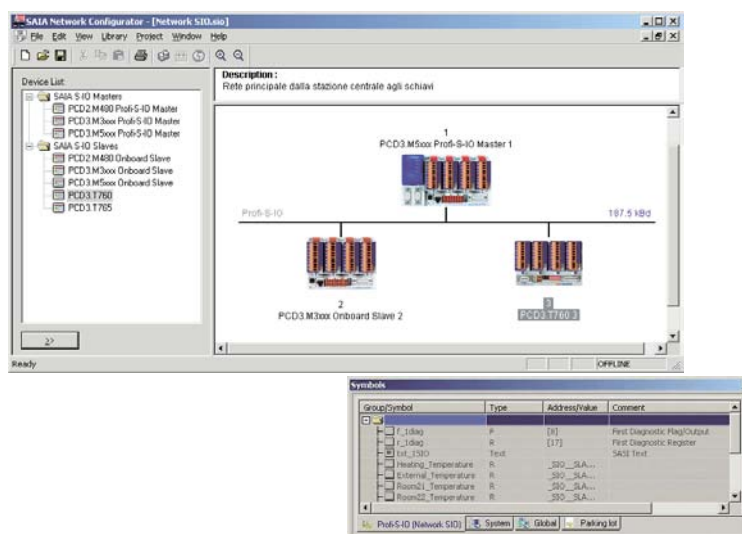 SAIA Network Configurator - [Network SIO.sio]
File Edit View Library Project Window Help
Device List:
SAIA S-IO Masters
PCD2.M480 Profi-S-IO Master
PCD3.M3xxx Profi-S-IO Master
PCD3.M5xxx Profi-S-IO Master
SAIA S-IO Slaves
PCD2.M480 Onboard Slave
PCD3.M3xxx Onboard Slave
PCD3.M5xxx Onboard Slave
PCD3.T760
PCD3.T765
>>
Description :
Rete principale dalla stazione centrale agli schiavi
1
PCD3.M5xxx Profi-S-IO Master 1
Profi-S-IO
187.5 kBd
2
PCD3.M3xxx Onboard Slave 2
3
PCD3.T760 3
Ready
OFFLINE
Symbols
Group/Symbol Type Address/Value Comment
f_1diag F [8] First Diagnostic Flag/Output
r_1diag R [17] First Diagnostic Register
txt_1SIO Text SASI Text
Heating_Temperature R _SIO__SLA...
External_Temperature R _SIO__SLA...
Room21_Temperature R _SIO__SLA...
Room22_Temperature R _SIO__SLA...
Profi-S-IO (Network SIO) System Global Parking lot